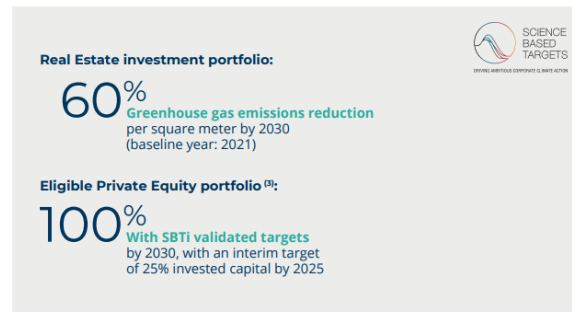 SCIENCE
BASED
TARGETS
DRIVING AMBITIOUS CORPORATE CLIMATE ACTION
Real Estate investment portfolio:
60%
Greenhouse gas emissions reduction
per square meter by 2030
(baseline year: 2021)
Eligible Private Equity portfolio (3):
100%
With SBTi validated targets
by 2030, with an interim target
of 25% invested capital by 2025